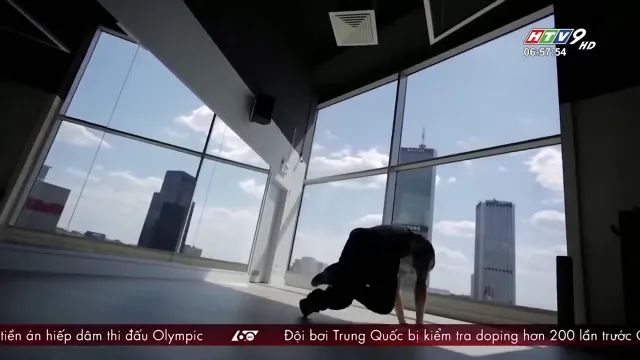 HTV9 HD
06:57:54
tiền án hiếp dâm thi đấu Olympic 60 Đội bơi Trung Quốc bị kiểm tra doping hơn 200 lần trước